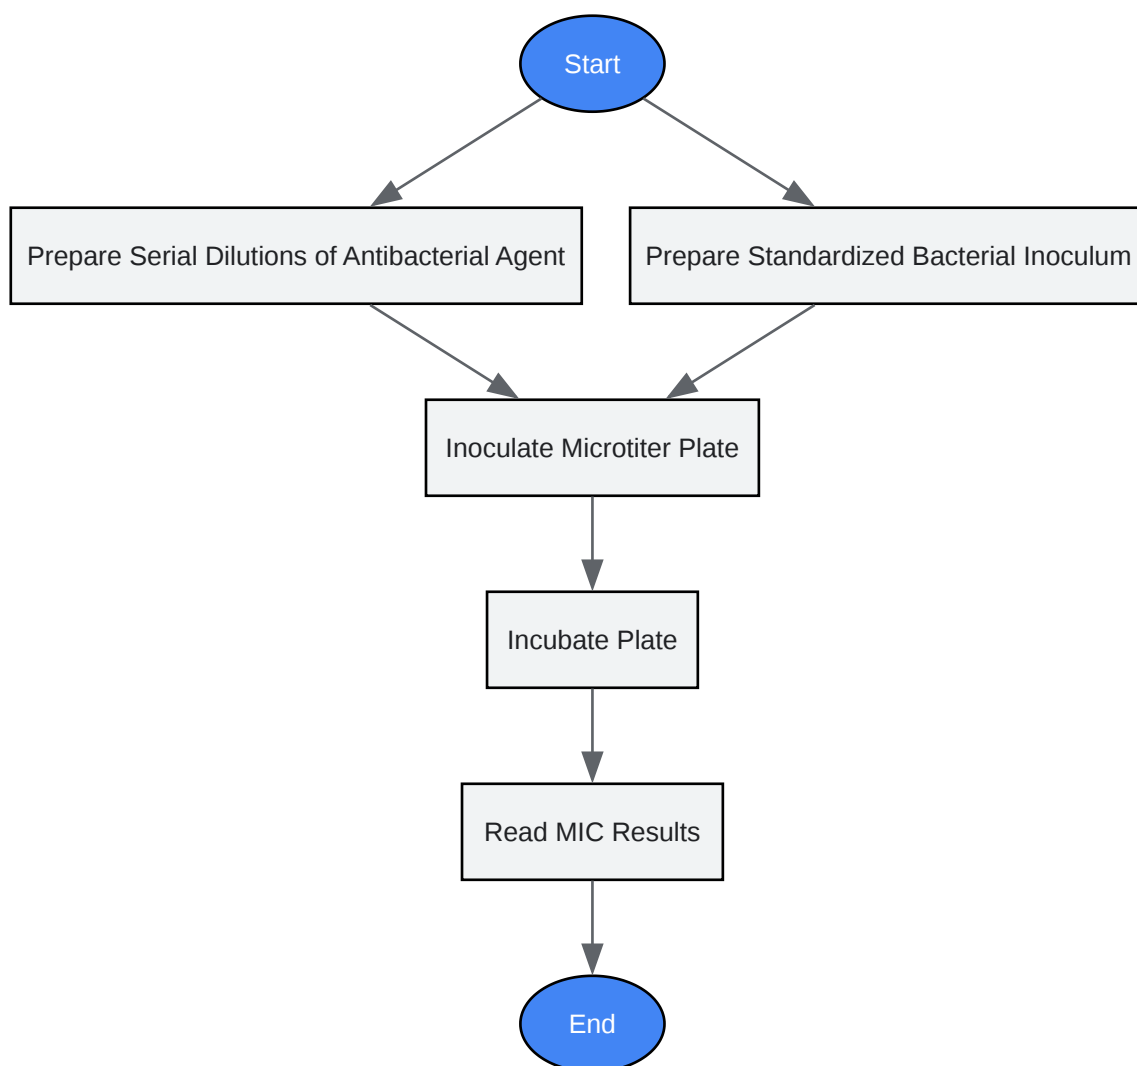 Start
Prepare Serial Dilutions of Antibacterial Agent
Prepare Standardized Bacterial Inoculum
Inoculate Microtiter Plate
Incubate Plate
Read MIC Results
End